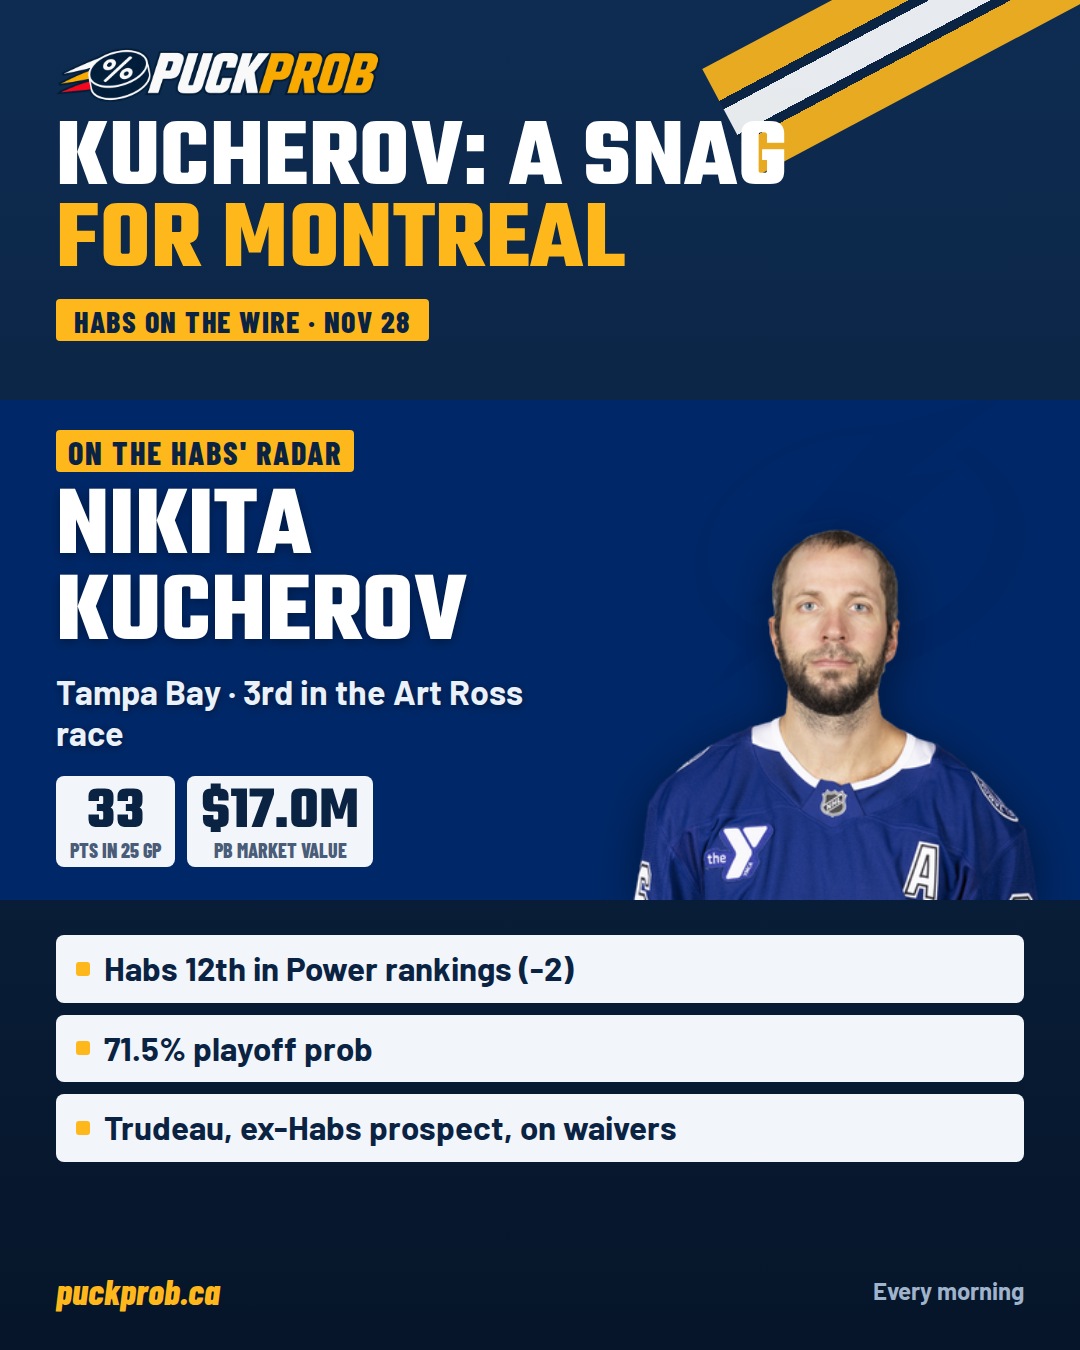 % PUCKPROB
KUCHEROV: A SNAG
FOR MONTREAL
HABS ON THE WIRE · NOV 28
ON THE HABS' RADAR
NIKITA
KUCHEROV
Tampa Bay · 3rd in the Art Ross
race
33
PTS IN 25 GP
$17.0M
PB MARKET VALUE
NHL
the Y
A
Habs 12th in Power rankings (-2)
71.5% playoff prob
Trudeau, ex-Habs prospect, on waivers
puckprob.ca
Every morning